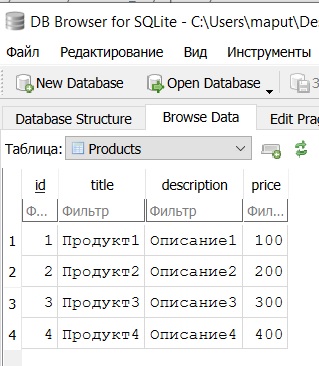 DB Browser for SQLite - C:\Users\maput\De
Файл Редактирование Вид Инструменты
New Database Open Database
Database Structure Browse Data Edit Prag
Таблица: Products
id title description price
Ф... Фильтр Фильтр Фил...
1 1 Продукт1 Описание1 100
2 2 Продукт2 Описание2 200
3 3 Продукт3 Описание3 300
4 4 Продукт4 Описание4 400